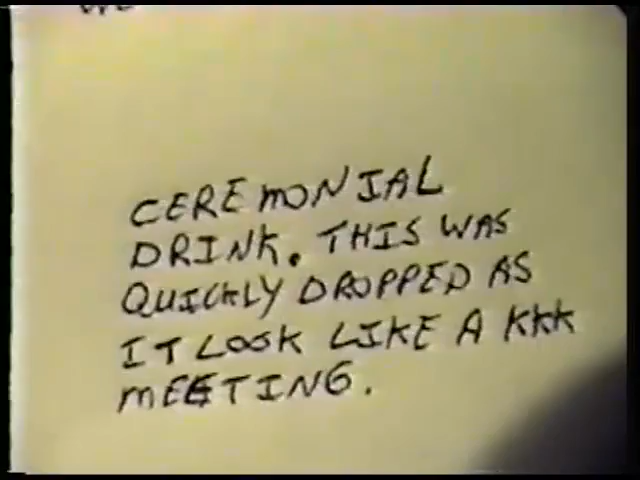 CEREMONIAL
DRINK. THIS WAS
QUICKLY DROPPED AS
IT LOOK LIKE A KKK
MEETING.